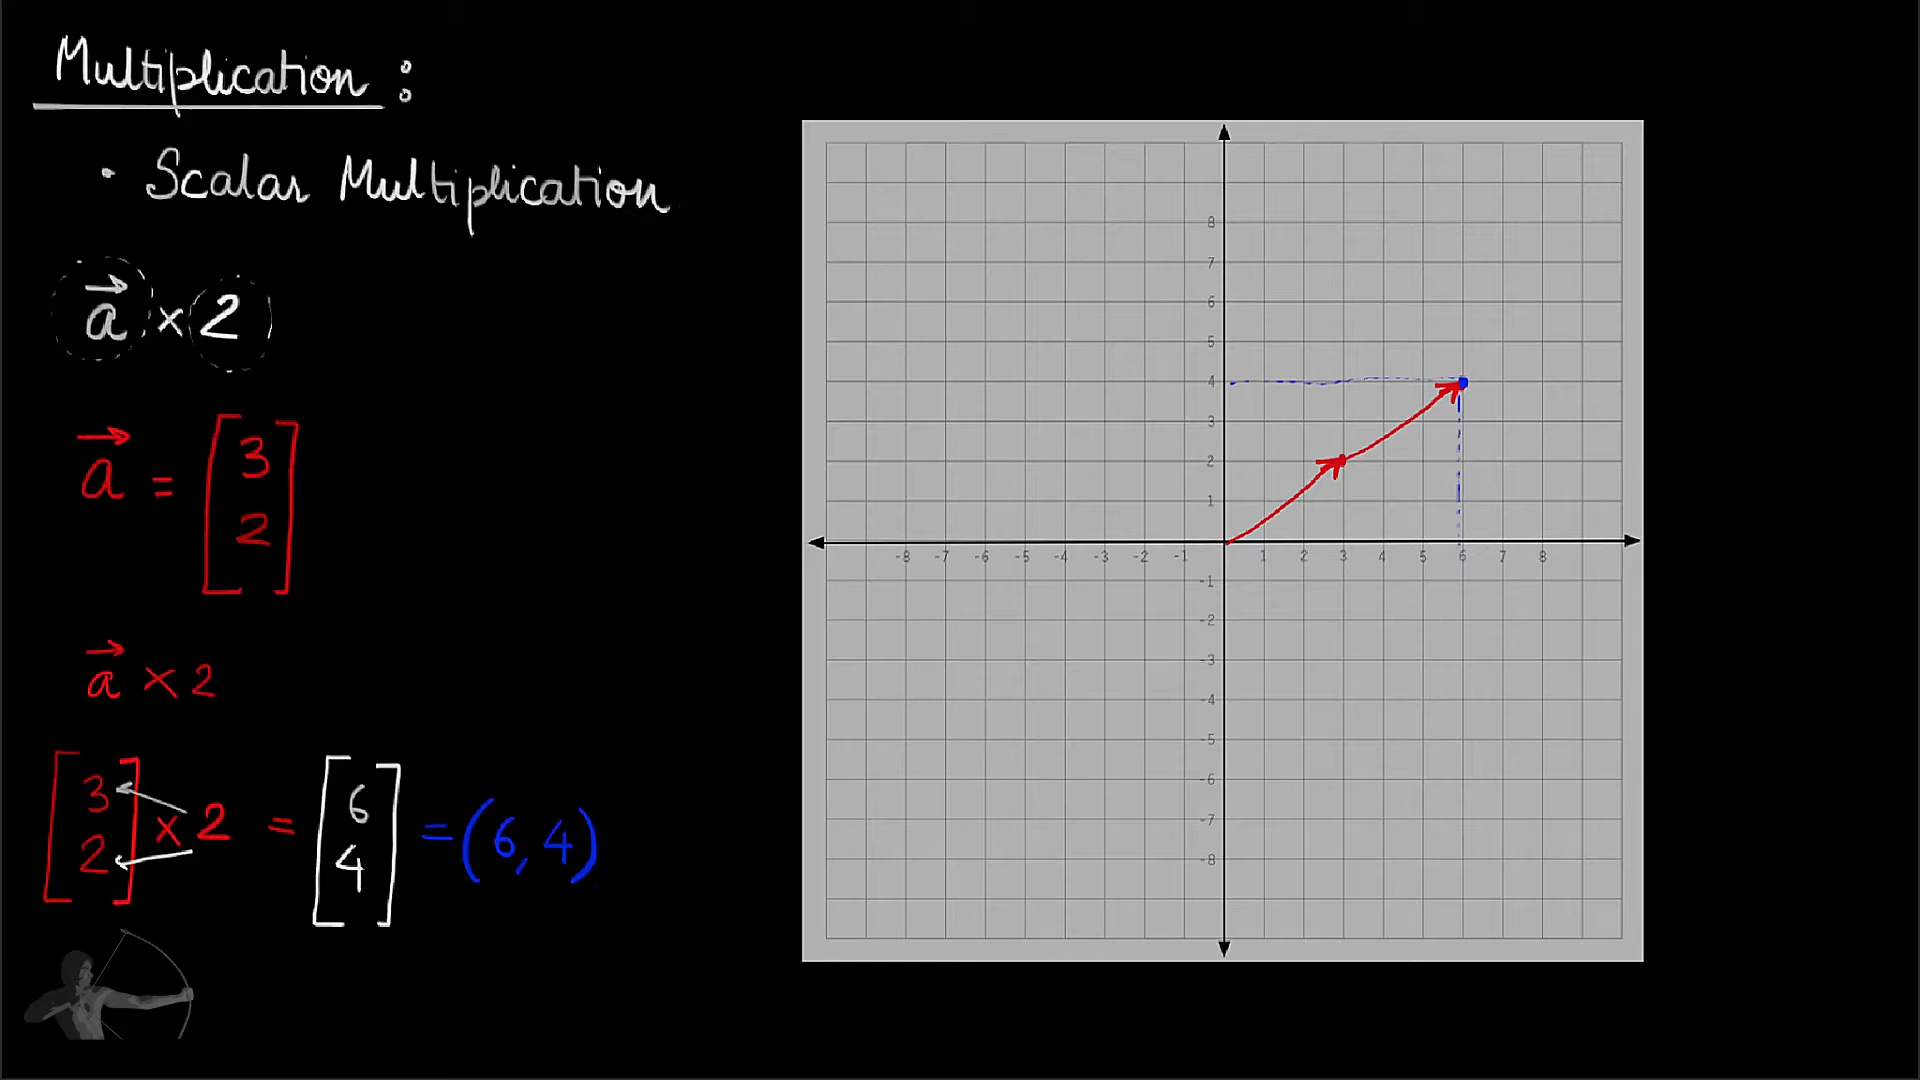 Multiplication :
• Scalar Multiplication
a⃗ × 2
a⃗ = [3 2]
a⃗ × 2
[3 2] × 2 = [6 4] = (6, 4)
8
7
6
5
4
3
2
1
-8 -7 -6 -5 -4 -3 -2 -1 1 2 3 4 5 6 7 8
-1
-2
-3
-4
-5
-6
-7
-8